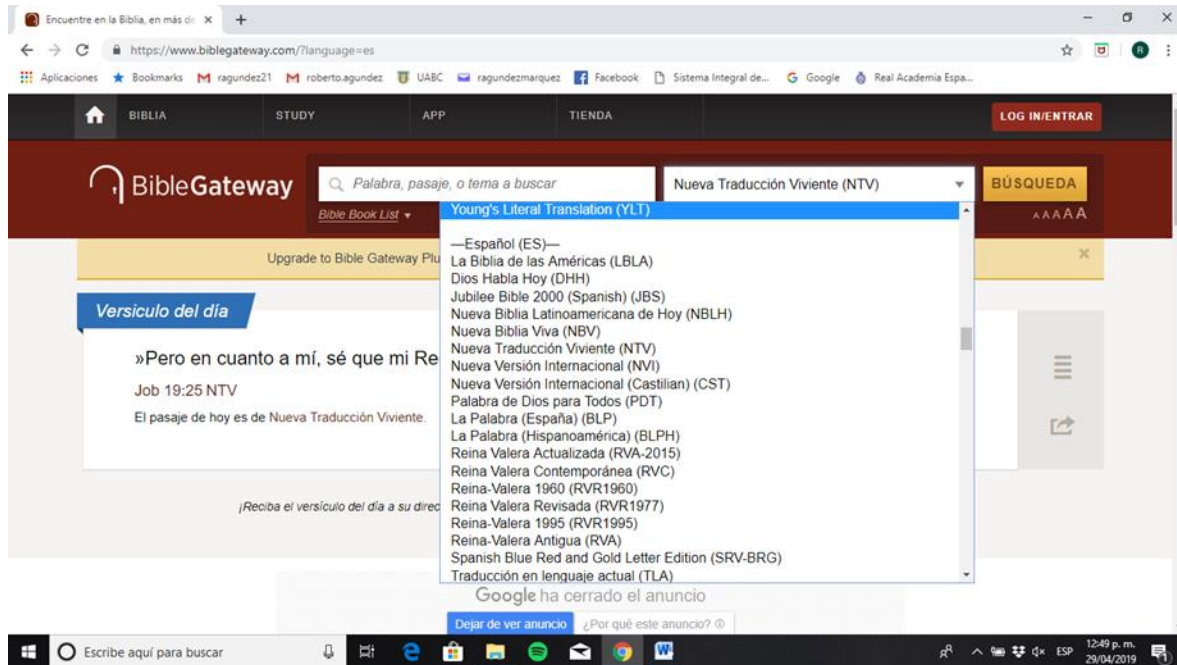 Encuentre en la Biblia, en más de
https://www.biblegateway.com/?language=es
Aplicaciones Bookmarks ragundez21 roberto.agundez UABC ragundezmarquez Facebook Sistema Integral de... Google Real Academia Espa...
BIBLIA STUDY APP TIENDA LOG IN/ENTRAR
BibleGateway Palabra, pasaje, o tema a buscar Nueva Traducción Viviente (NTV) BÚSQUEDA
Bible Book List A A A A A
Young's Literal Translation (YLT)
—Español (ES)—
La Biblia de las Américas (LBLA)
Dios Habla Hoy (DHH)
Jubilee Bible 2000 (Spanish) (JBS)
Nueva Biblia Latinoamericana de Hoy (NBLH)
Nueva Biblia Viva (NBV)
Nueva Traducción Viviente (NTV)
Nueva Versión Internacional (NVI)
Nueva Versión Internacional (Castilian) (CST)
Palabra de Dios para Todos (PDT)
La Palabra (España) (BLP)
La Palabra (Hispanoamérica) (BLPH)
Reina Valera Actualizada (RVA-2015)
Reina Valera Contemporánea (RVC)
Reina-Valera 1960 (RVR1960)
Reina Valera Revisada (RVR1977)
Reina-Valera 1995 (RVR1995)
Reina-Valera Antigua (RVA)
Spanish Blue Red and Gold Letter Edition (SRV-BRG)
Traducción en lenguaje actual (TLA)
Upgrade to Bible Gateway Plu
Versiculo del día
»Pero en cuanto a mí, sé que mi Re
Job 19:25 NTV
El pasaje de hoy es de Nueva Traducción Viviente.
¡Reciba el versículo del día a su direc
Google ha cerrado el anuncio
Dejar de ver anuncio ¿Por qué este anuncio?
Escribe aquí para buscar
ESP
12:49 p. m.
29/04/2019